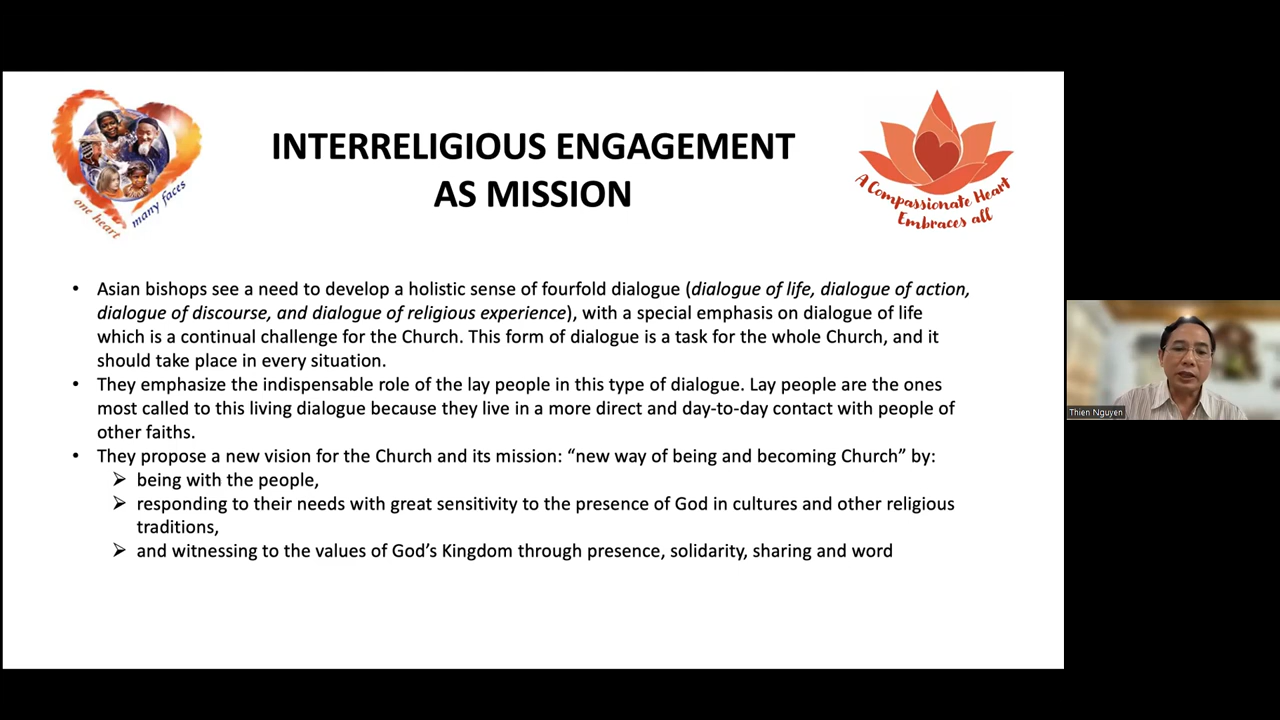 INTERRELIGIOUS ENGAGEMENT
AS MISSION
one heart
many faces
A Compassionate Heart
Embraces all
• Asian bishops see a need to develop a holistic sense of fourfold dialogue (dialogue of life, dialogue of action,
dialogue of discourse, and dialogue of religious experience), with a special emphasis on dialogue of life
which is a continual challenge for the Church. This form of dialogue is a task for the whole Church, and it
should take place in every situation.
• They emphasize the indispensable role of the lay people in this type of dialogue. Lay people are the ones
most called to this living dialogue because they live in a more direct and day-to-day contact with people of
other faiths.
• They propose a new vision for the Church and its mission: “new way of being and becoming Church” by:
➢ being with the people,
➢ responding to their needs with great sensitivity to the presence of God in cultures and other religious
traditions,
➢ and witnessing to the values of God’s Kingdom through presence, solidarity, sharing and word
Thien Nguyen